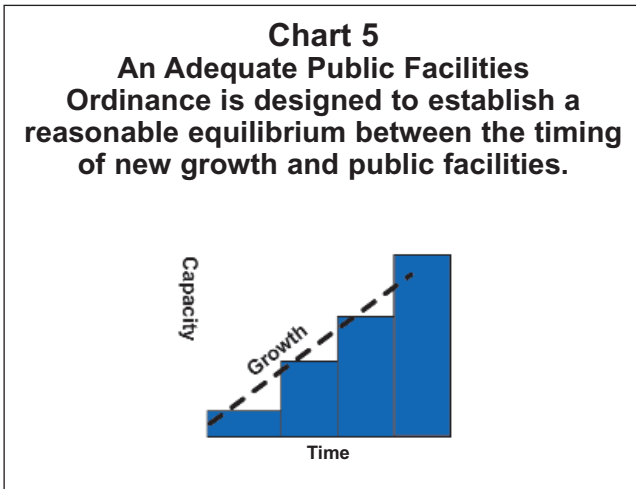 Chart 5
An Adequate Public Facilities
Ordinance is designed to establish a
reasonable equilibrium between the timing
of new growth and public facilities.
Capacity
Growth
Time